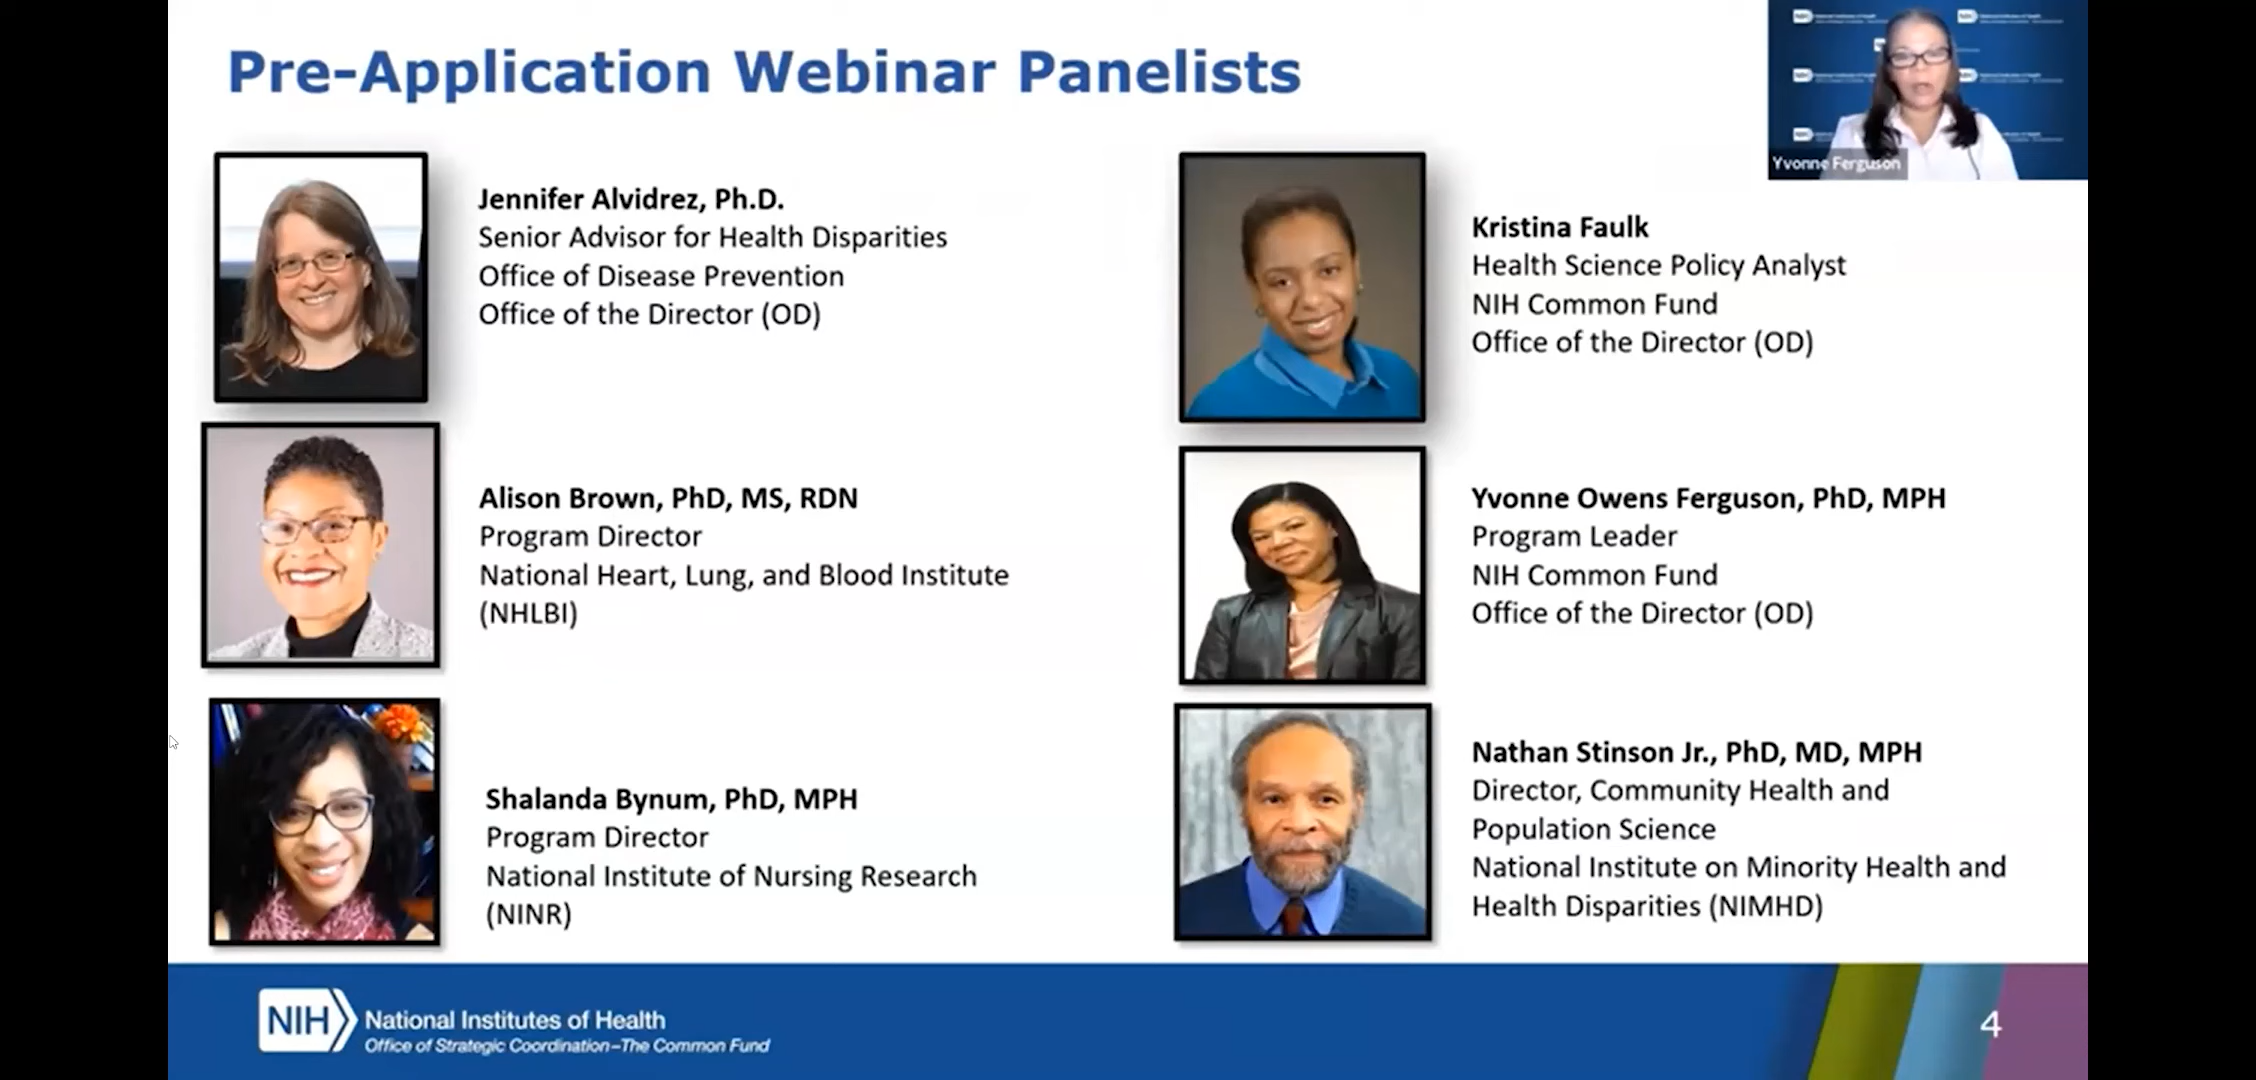 Pre-Application Webinar Panelists
Yvonne Ferguson
Jennifer Alvidrez, Ph.D.
Senior Advisor for Health Disparities
Office of Disease Prevention
Office of the Director (OD)
Kristina Faulk
Health Science Policy Analyst
NIH Common Fund
Office of the Director (OD)
Alison Brown, PhD, MS, RDN
Program Director
National Heart, Lung, and Blood Institute
(NHLBI)
Yvonne Owens Ferguson, PhD, MPH
Program Leader
NIH Common Fund
Office of the Director (OD)
Shalanda Bynum, PhD, MPH
Program Director
National Institute of Nursing Research
(NINR)
Nathan Stinson Jr., PhD, MD, MPH
Director, Community Health and
Population Science
National Institute on Minority Health and
Health Disparities (NIMHD)
NIH
National Institutes of Health
Office of Strategic Coordination–The Common Fund
4